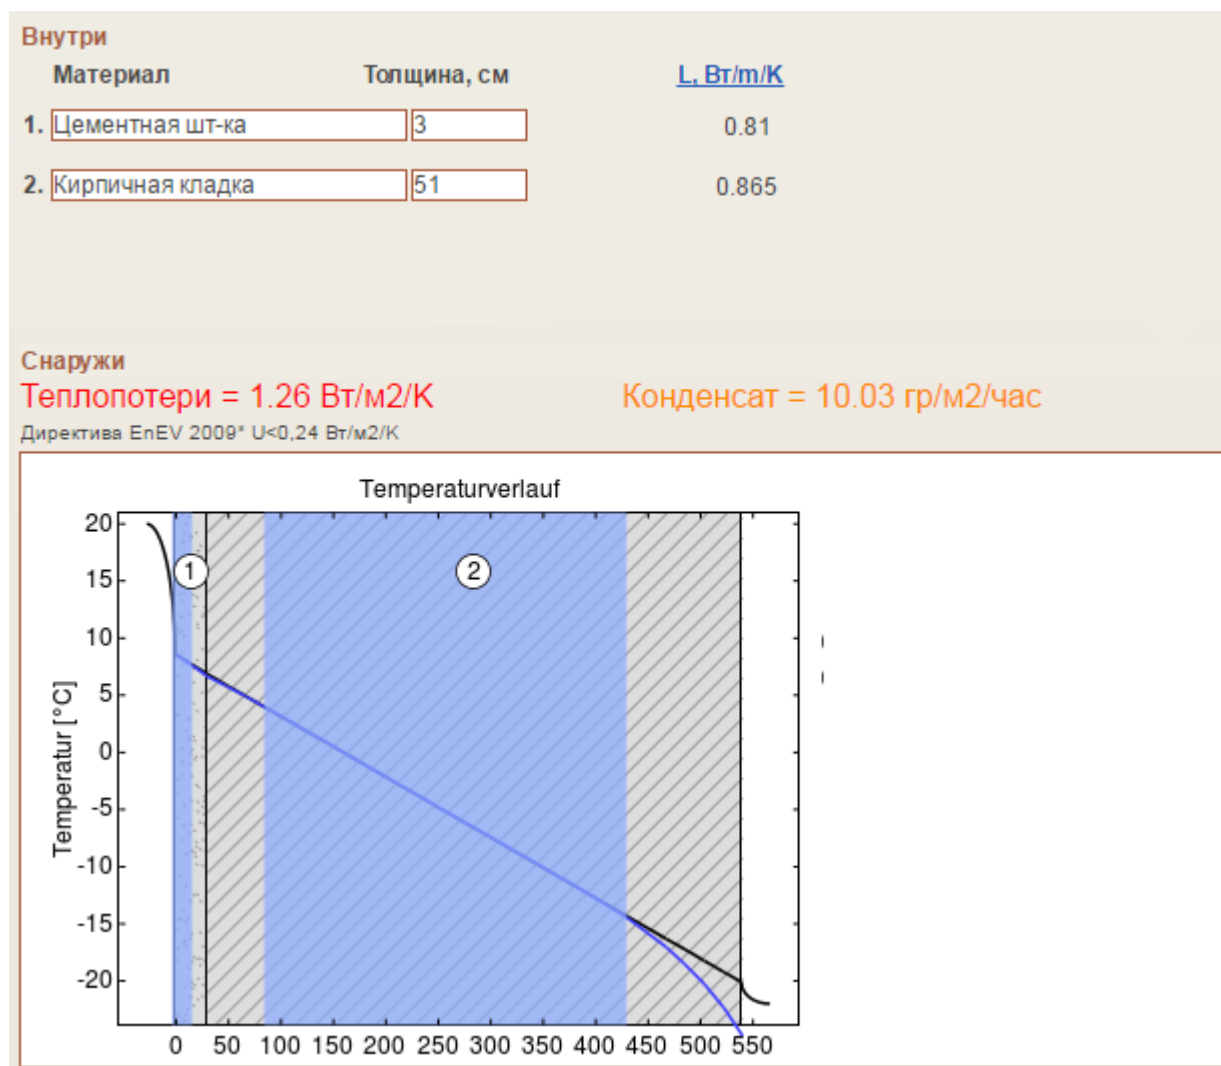 Внутри
Материал Толщина, см L, Вт/m/K
1. Цементная шт-ка 3 0.81
2. Кирпичная кладка 51 0.865
Снаружи
Теплопотери = 1.26 Вт/м2/K Конденсат = 10.03 гр/м2/час
Директива EnEV 2009* U<0,24 Вт/м2/K
Temperaturverlauf
20
15
10
5
0
-5
-10
-15
-20
Temperatur [°C]
1
2
0 50 100 150 200 250 300 350 400 450 500 550